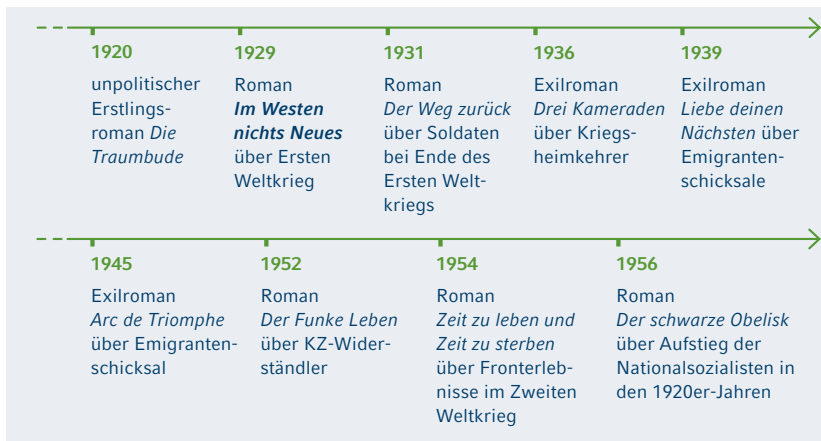 1920
unpolitischer
Erstlings-
roman Die
Traumbude
1929
Roman
Im Westen
nichts Neues
über Ersten
Weltkrieg
1931
Roman
Der Weg zurück
über Soldaten
bei Ende des
Ersten Welt-
kriegs
1936
Exilroman
Drei Kameraden
über Kriegs-
heimkehrer
1939
Exilroman
Liebe deinen
Nächsten über
Emigranten-
schicksale
1945
Exilroman
Arc de Triomphe
über Emigranten-
schicksal
1952
Roman
Der Funke Leben
über KZ-Wider-
ständler
1954
Roman
Zeit zu leben und
Zeit zu sterben
über Fronterleb-
nisse im Zweiten
Weltkrieg
1956
Roman
Der schwarze Obelisk
über Aufstieg der
Nationalsozialisten in
den 1920er-Jahren